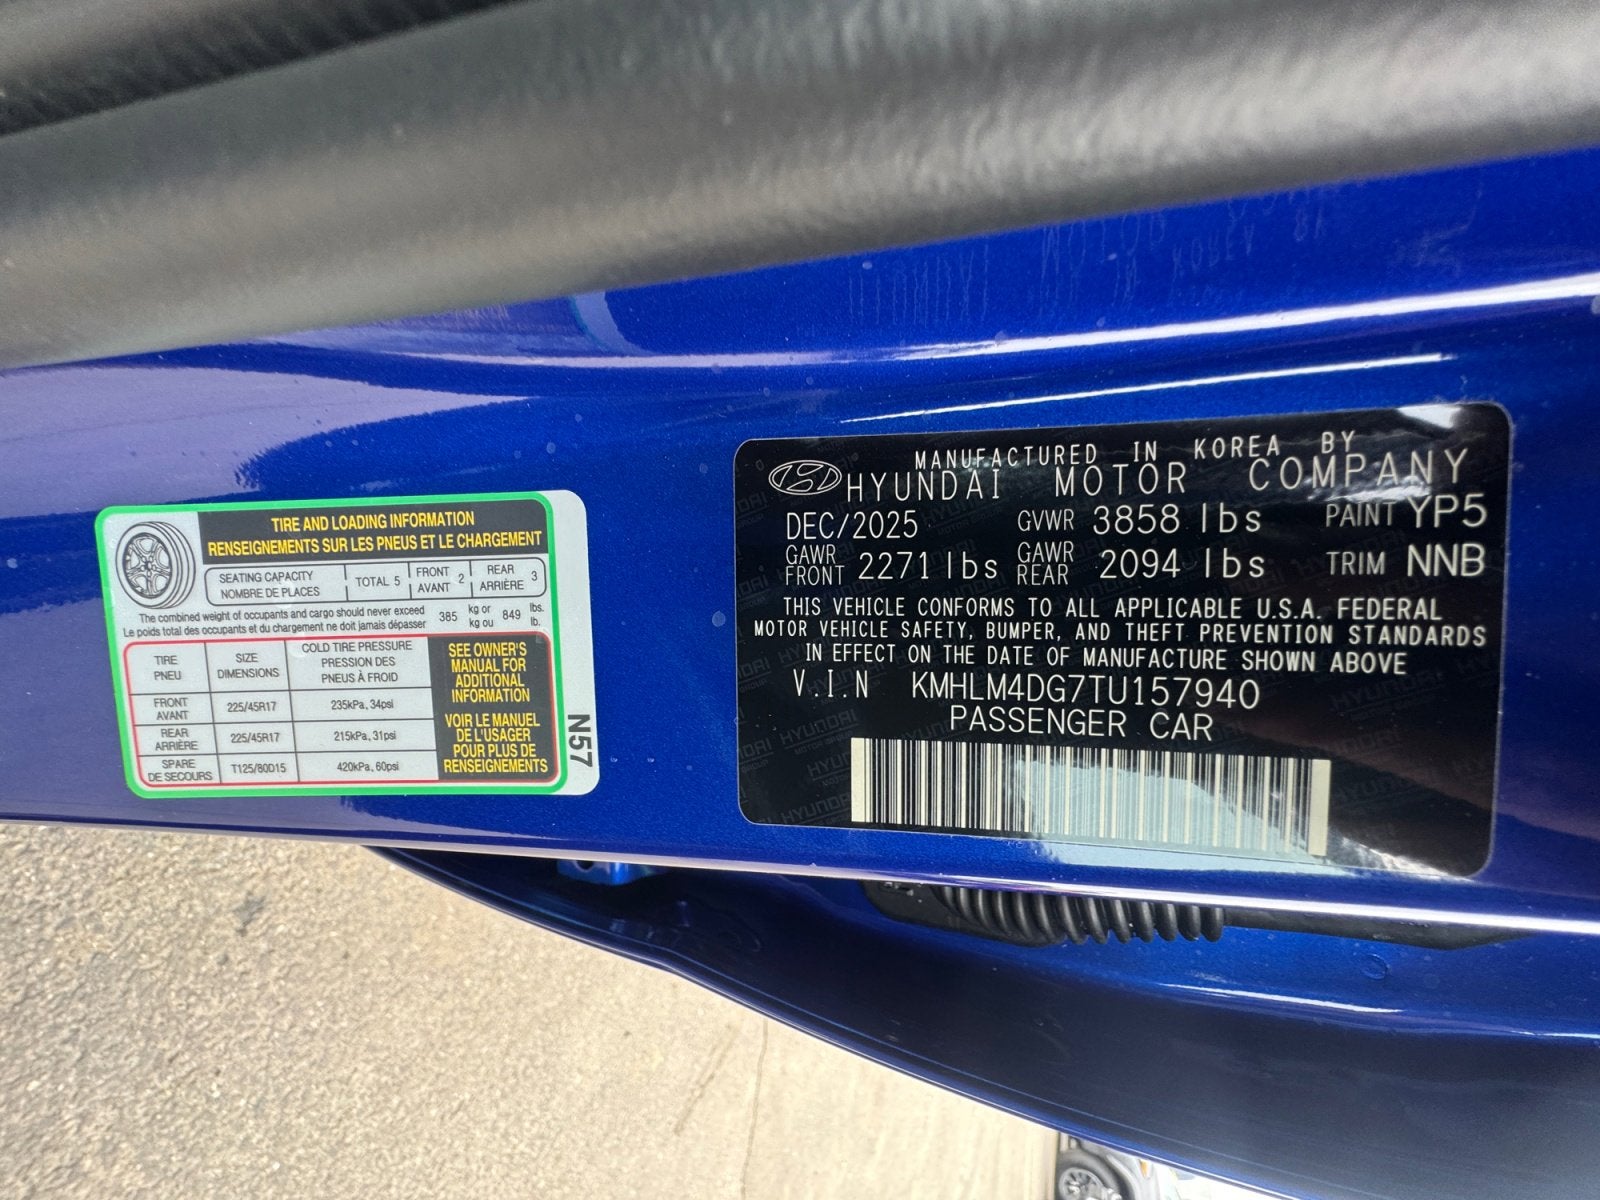 TIRE AND LOADING INFORMATION
RENSEIGNEMENTS SUR LES PNEUS ET LE CHARGEMENT
SEATING CAPACITY
NOMBRE DE PLACES
TOTAL 5
FRONT
AVANT 2
REAR
ARRIÈRE 3
The combined weight of occupants and cargo should never exceed
Le poids total des occupants et du chargement ne doit jamais dépasser
385 kg or
kg ou 849 lbs.
lb.
TIRE
PNEU
SIZE
DIMENSIONS
COLD TIRE PRESSURE
PRESSION DES
PNEUS À FROID
FRONT
AVANT
225/45R17
235kPa, 34psi
REAR
ARRIÈRE
225/45R17
215kPa, 31psi
SPARE
DE SECOURS
T125/80D15
420kPa, 60psi
SEE OWNER'S
MANUAL FOR
ADDITIONAL
INFORMATION
VOIR LE MANUEL
DE L'USAGER
POUR PLUS DE
RENSEIGNEMENTS
N57
MANUFACTURED IN KOREA BY
HYUNDAI MOTOR COMPANY
DEC/2025 GVWR 3858 lbs PAINT YP5
GAWR
FRONT 2271 lbs GAWR
REAR 2094 lbs TRIM NNB
THIS VEHICLE CONFORMS TO ALL APPLICABLE U.S.A. FEDERAL
MOTOR VEHICLE SAFETY, BUMPER, AND THEFT PREVENTION STANDARDS
IN EFFECT ON THE DATE OF MANUFACTURE SHOWN ABOVE
V.I.N KMHLM4DG7TU157940
PASSENGER CAR